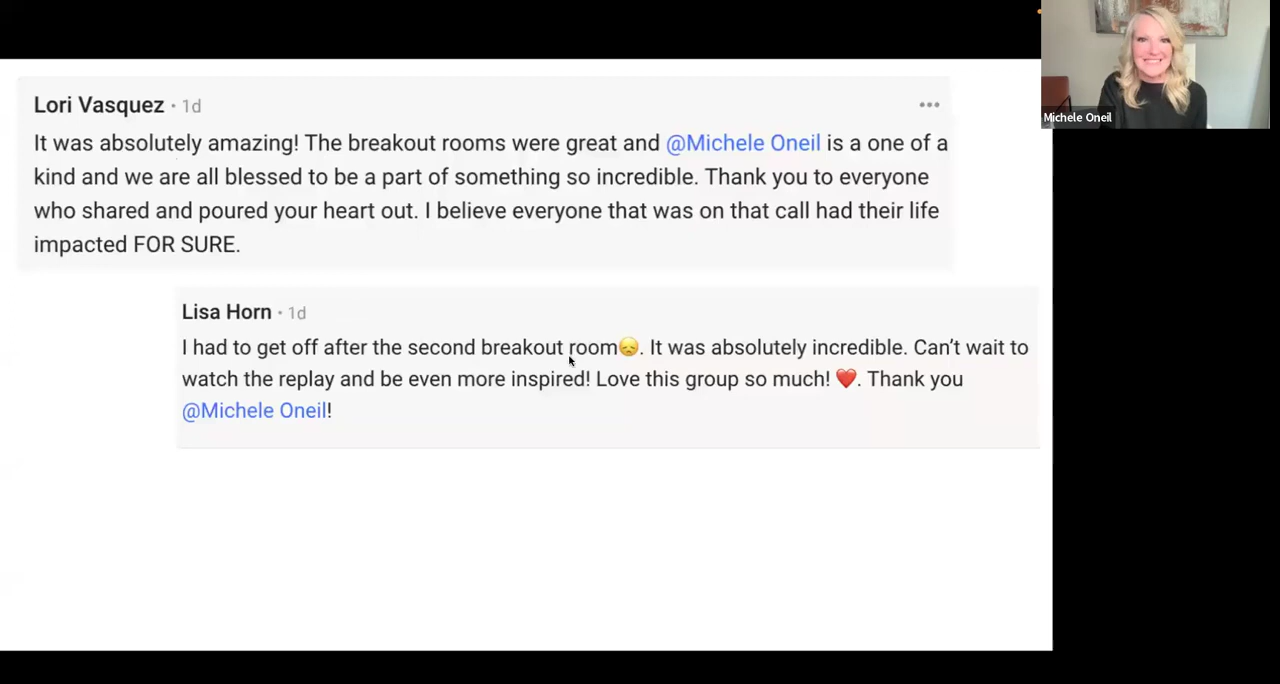 Lori Vasquez • 1d
It was absolutely amazing! The breakout rooms were great and @Michele Oneil is a one of a
kind and we are all blessed to be a part of something so incredible. Thank you to everyone
who shared and poured your heart out. I believe everyone that was on that call had their life
impacted FOR SURE.
Lisa Horn • 1d
I had to get off after the second breakout room😞. It was absolutely incredible. Can’t wait to
watch the replay and be even more inspired! Love this group so much! ❤️. Thank you
@Michele Oneil!
Michele Oneil